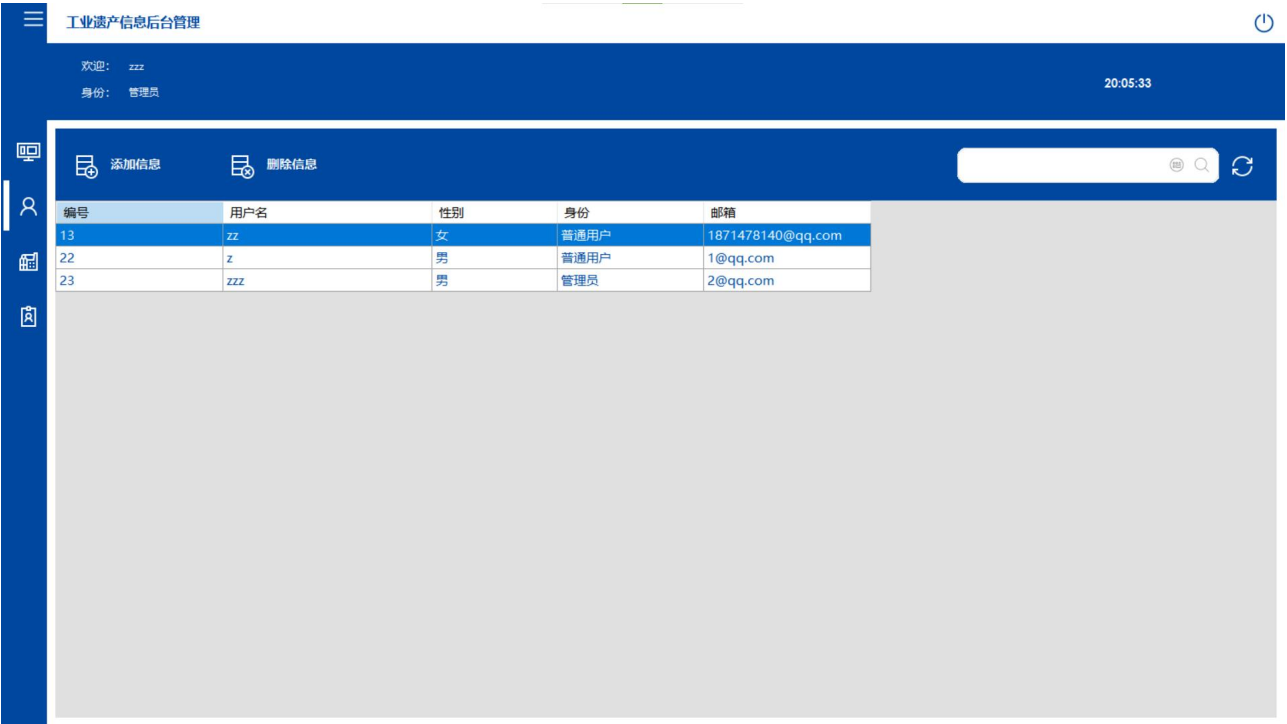 工业遗产信息后台管理
欢迎： zzz
身份： 管理员
20:05:33
添加信息 删除信息
编号 用户名 性别 身份 邮箱
13 zz 女 普通用户 1871478140@qq.com
22 z 男 普通用户 1@qq.com
23 zzz 男 管理员 2@qq.com